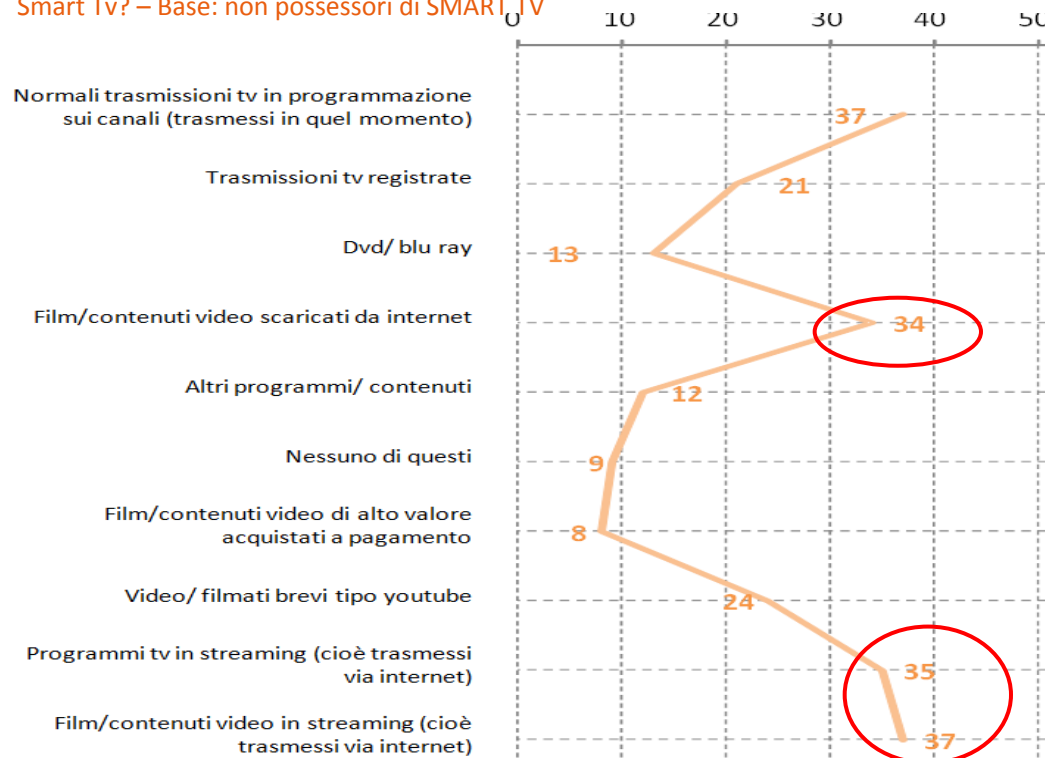 Smart Tv? – Base: non possessori di SMART TV
0 10 20 30 40 50
Normali trasmissioni tv in programmazione
sui canali (trasmessi in quel momento)
37
Trasmissioni tv registrate
21
Dvd/ blu ray
13
Film/contenuti video scaricati da internet
34
Altri programmi/ contenuti
12
Nessuno di questi
9
Film/contenuti video di alto valore
acquistati a pagamento
8
Video/ filmati brevi tipo youtube
24
Programmi tv in streaming (cioè trasmessi
via internet)
35
Film/contenuti video in streaming (cioè
trasmessi via internet)
37